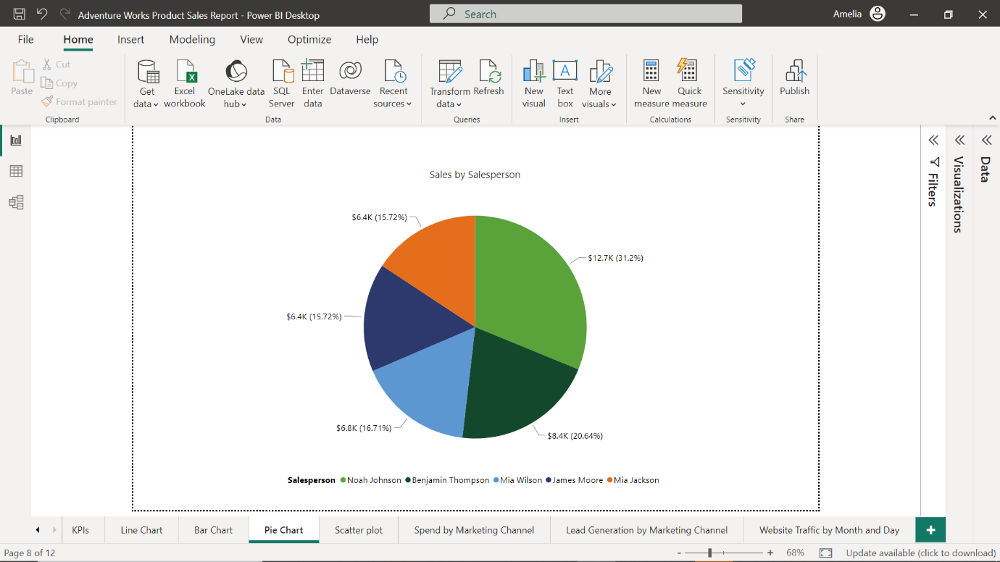 Adventure Works Product Sales Report - Power BI Desktop
Search
Amelia
File Home Insert Modeling View Optimize Help
Paste
Cut
Copy
Format painter
Clipboard
Get data
Excel workbook
OneLake data hub
SQL Server
Enter data
Dataverse
Recent sources
Data
Transform data
Refresh
Queries
New visual
Text box
More visuals
Insert
New measure
Quick measure
Calculations
Sensitivity
Sensitivity
Publish
Share
Filters
Visualizations
Data
Sales by Salesperson
$6.4K (15.72%)
$12.7K (31.2%)
$6.4K (15.72%)
$6.8K (16.71%)
$8.4K (20.64%)
Salesperson Noah Johnson Benjamin Thompson Mia Wilson James Moore Mia Jackson
KPIs Line Chart Bar Chart Pie Chart Scatter plot Spend by Marketing Channel Lead Generation by Marketing Channel Website Traffic by Month and Day
Page 8 of 12
- + 68%
Update available (click to download)